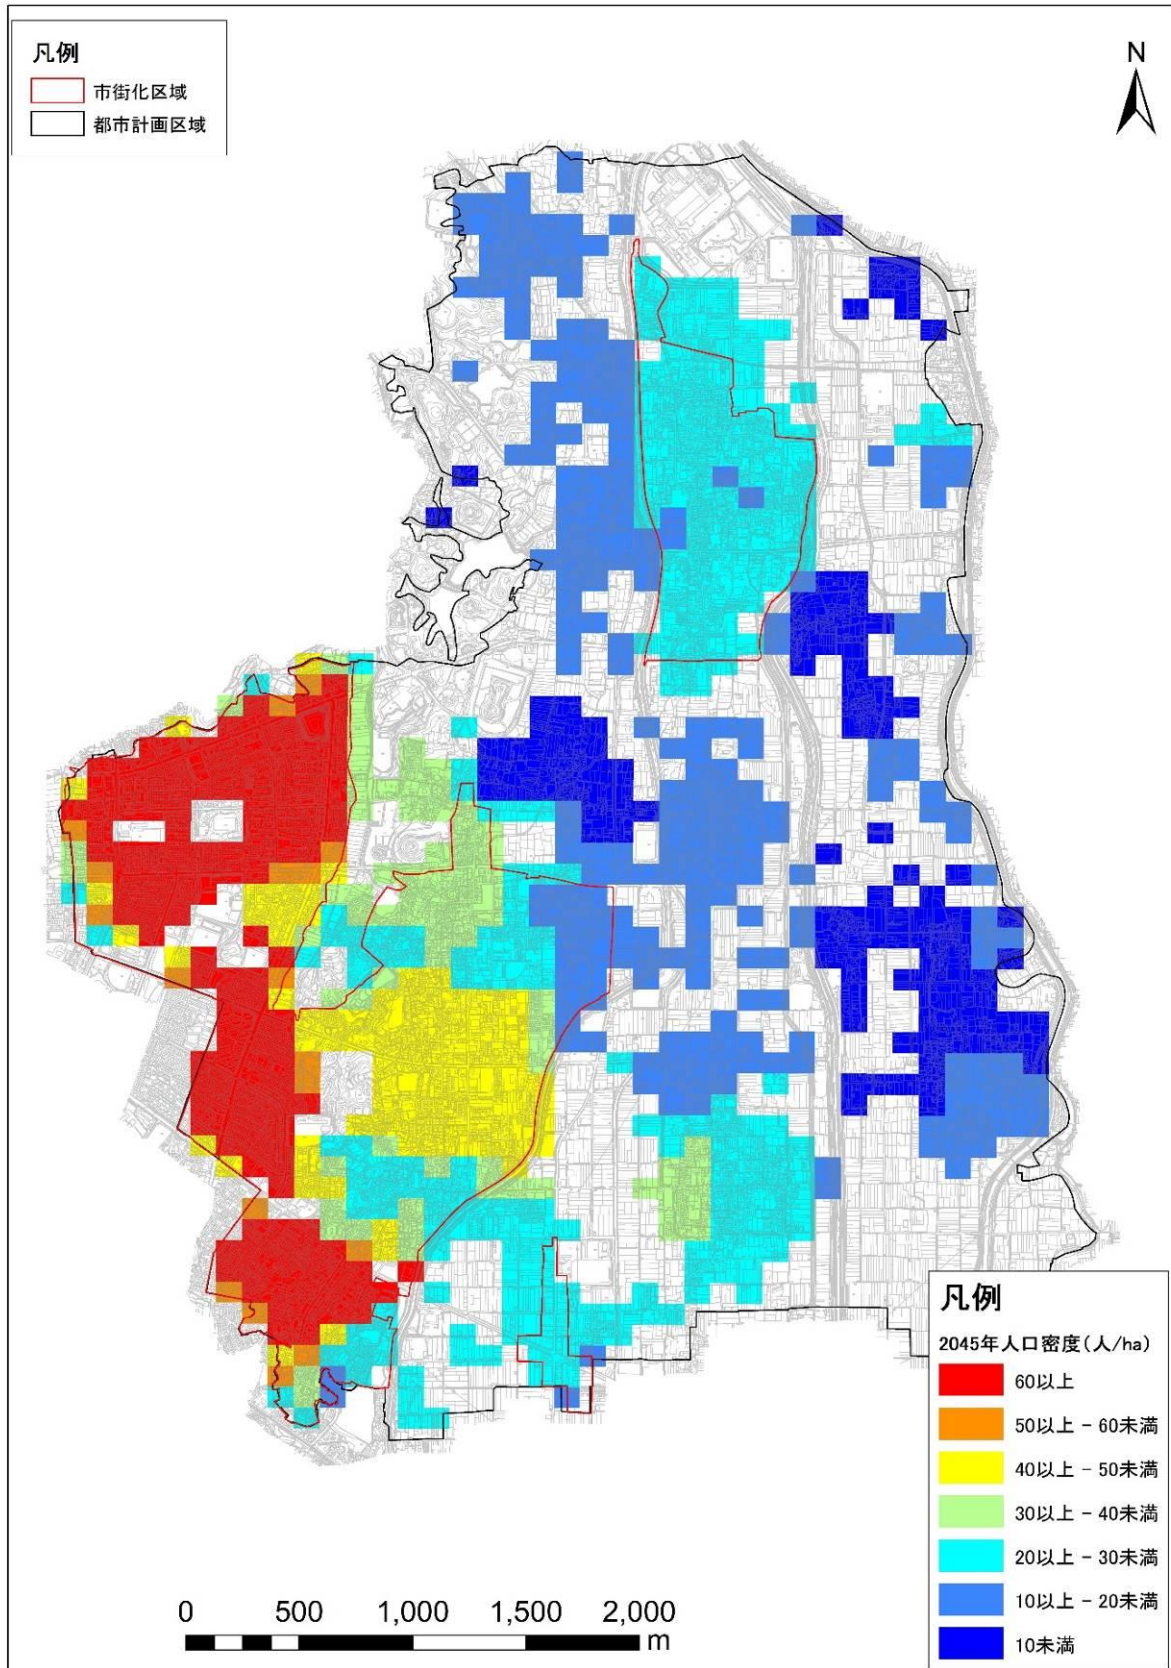 凡例
市街化区域
都市計画区域
N
凡例
2045年人口密度(人/ha)
60以上
50以上 - 60未満
40以上 - 50未満
30以上 - 40未満
20以上 - 30未満
10以上 - 20未満
10未満
0 500 1,000 1,500 2,000
m